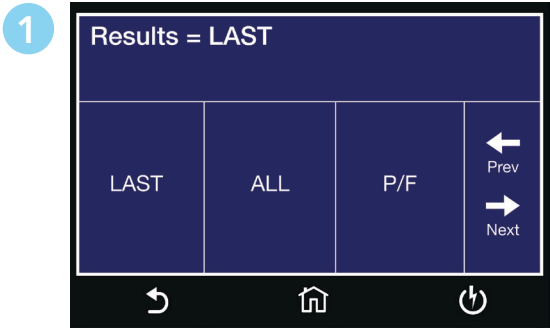 1
Results = LAST
LAST
ALL
P/F
Prev
Next